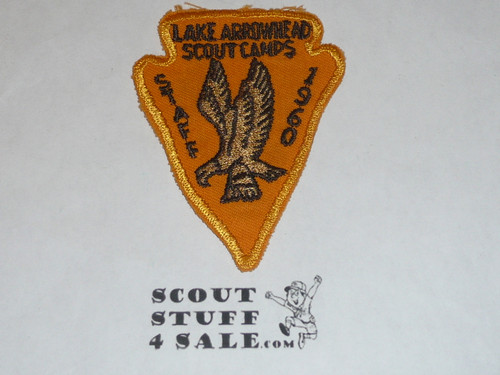 LAKE ARROWHEAD
SCOUT CAMPS
STAFF
1960
SCOUT
STUFF
4 SALE.COM